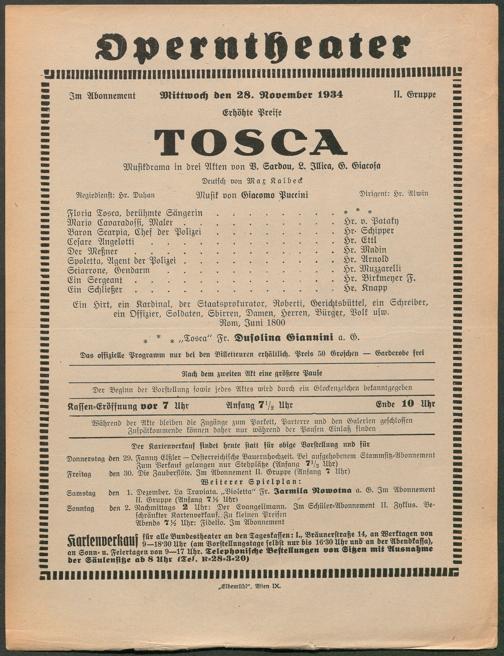 Operntheater
Im Abonnement Mittwoch den 28. November 1934 II. Gruppe
Erhöhte Preise
TOSCA
Musikdrama in drei Akten von V. Sardou, L. Illica, G. Giacosa
Deutsch von Max Kalbeck
Regiedienst: Hr. Duhan Musik von Giacomo Puccini Dirigent: Hr. Alwin
Floria Tosca, berühmte Sängerin . . . . . . . . . . * * *
Mario Cavaradossi, Maler . . . . . . . . . . Hr. v. Pataky
Baron Scarpia, Chef der Polizei . . . . . . . . . . Hr. Schipper
Cesare Angelotti . . . . . . . . . . Hr. Ettl
Der Meßner . . . . . . . . . . Hr. Madin
Spoletta, Agent der Polizei . . . . . . . . . . Hr. Arnold
Sciarrone, Gendarm . . . . . . . . . . Hr. Muzzarelli
Ein Sergeant . . . . . . . . . . Hr. Birkmeyer F.
Ein Schließer . . . . . . . . . . Hr. Knapp
Ein Hirt, ein Kardinal, der Staatsprokurator, Roberti, Gerichtsbüttel, ein Schreiber,
ein Offizier, Soldaten, Sbirren, Damen, Herren, Bürger, Volk usw.
Rom, Juni 1800
* * * „Tosca" Fr. Dusolina Giannini a. G.
Das offizielle Programm nur bei den Billetteuren erhältlich. Preis 50 Groschen — Garderobe frei
Nach dem zweiten Akt eine größere Pause
Der Beginn der Vorstellung sowie jedes Aktes wird durch ein Glockenzeichen bekanntgegeben
Kassen-Eröffnung vor 7 Uhr Anfang 7½ Uhr Ende 10 Uhr
Während der Akte bleiben die Zugänge zum Parkett, Parterre und den Galerien geschlossen
Zuspätkommende können daher nur während der Pausen Einlaß finden
Der Kartenverkauf findet heute statt für obige Vorstellung und für
Donnerstag den 29. Fanny Elßler — Österreichische Bauernhochzeit. Bei aufgehobenem Stammsitz-Abonnement
Zum Verkauf gelangen nur Stehplätze (Anfang 7½ Uhr)
Freitag den 30. Die Zauberflöte. Im Abonnement II. Gruppe (Anfang 7 Uhr)
Weiterer Spielplan:
Samstag den 1. Dezember. La Traviata. „Violetta" Fr. Jarmila Novotna a. G. Im Abonnement
II. Gruppe (Anfang 7½ Uhr)
Sonntag den 2. Nachmittags 2 Uhr: Der Evangelimann. Im Schüler-Abonnement II. Zyklus. Be-
schränkter Kartenverkauf. Zu kleinen Preisen
Abends 7½ Uhr: Fidelio. Im Abonnement
Kartenverkauf für alle Bundestheater an den Tageskassen: I., Bräunerstraße 14, an Werktagen von
9—18:30 Uhr (am Vorstellungstage selbst nur bis 16:30 Uhr und an der Abendkassa),
an Sonn- u. Feiertagen von 9—17 Uhr. Telephonische Bestellungen von Sitzen mit Ausnahme
der Säulensitze ab 8 Uhr (Tel. R-28-3-20)
„Elbemühl", Wien IX.